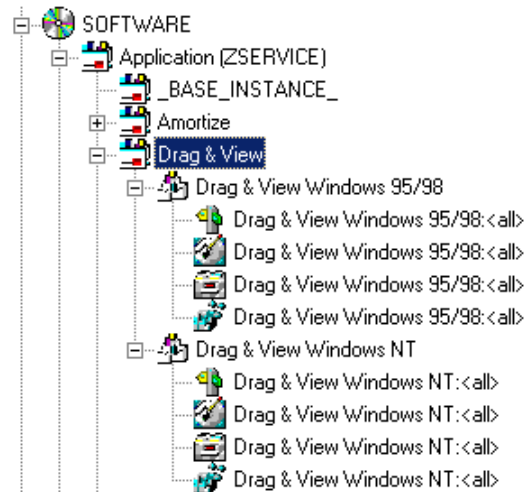 SOFTWARE
Application (ZSERVICE)
_BASE_INSTANCE_
Amortize
Drag & View
Drag & View Windows 95/98
Drag & View Windows 95/98:<all>
Drag & View Windows 95/98:<all>
Drag & View Windows 95/98:<all>
Drag & View Windows 95/98:<all>
Drag & View Windows NT
Drag & View Windows NT:<all>
Drag & View Windows NT:<all>
Drag & View Windows NT:<all>
Drag & View Windows NT:<all>